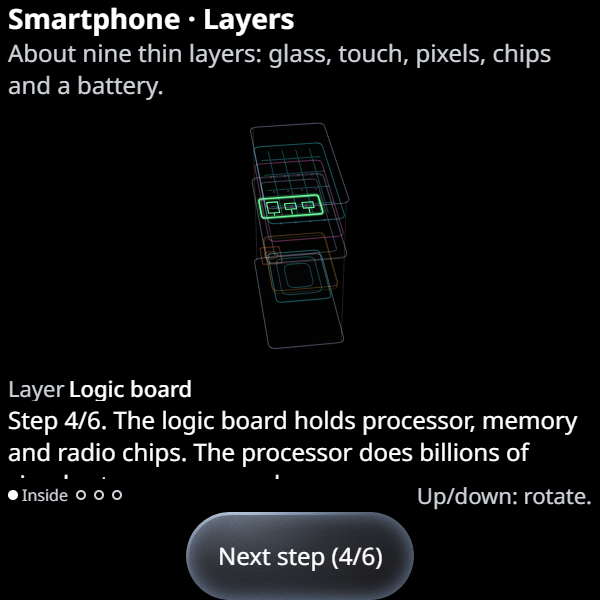 Smartphone · Layers
About nine thin layers: glass, touch, pixels, chips
and a battery.
Layer Logic board
Step 4/6. The logic board holds processor, memory
and radio chips. The processor does billions of
Inside
Up/down: rotate.
Next step (4/6)